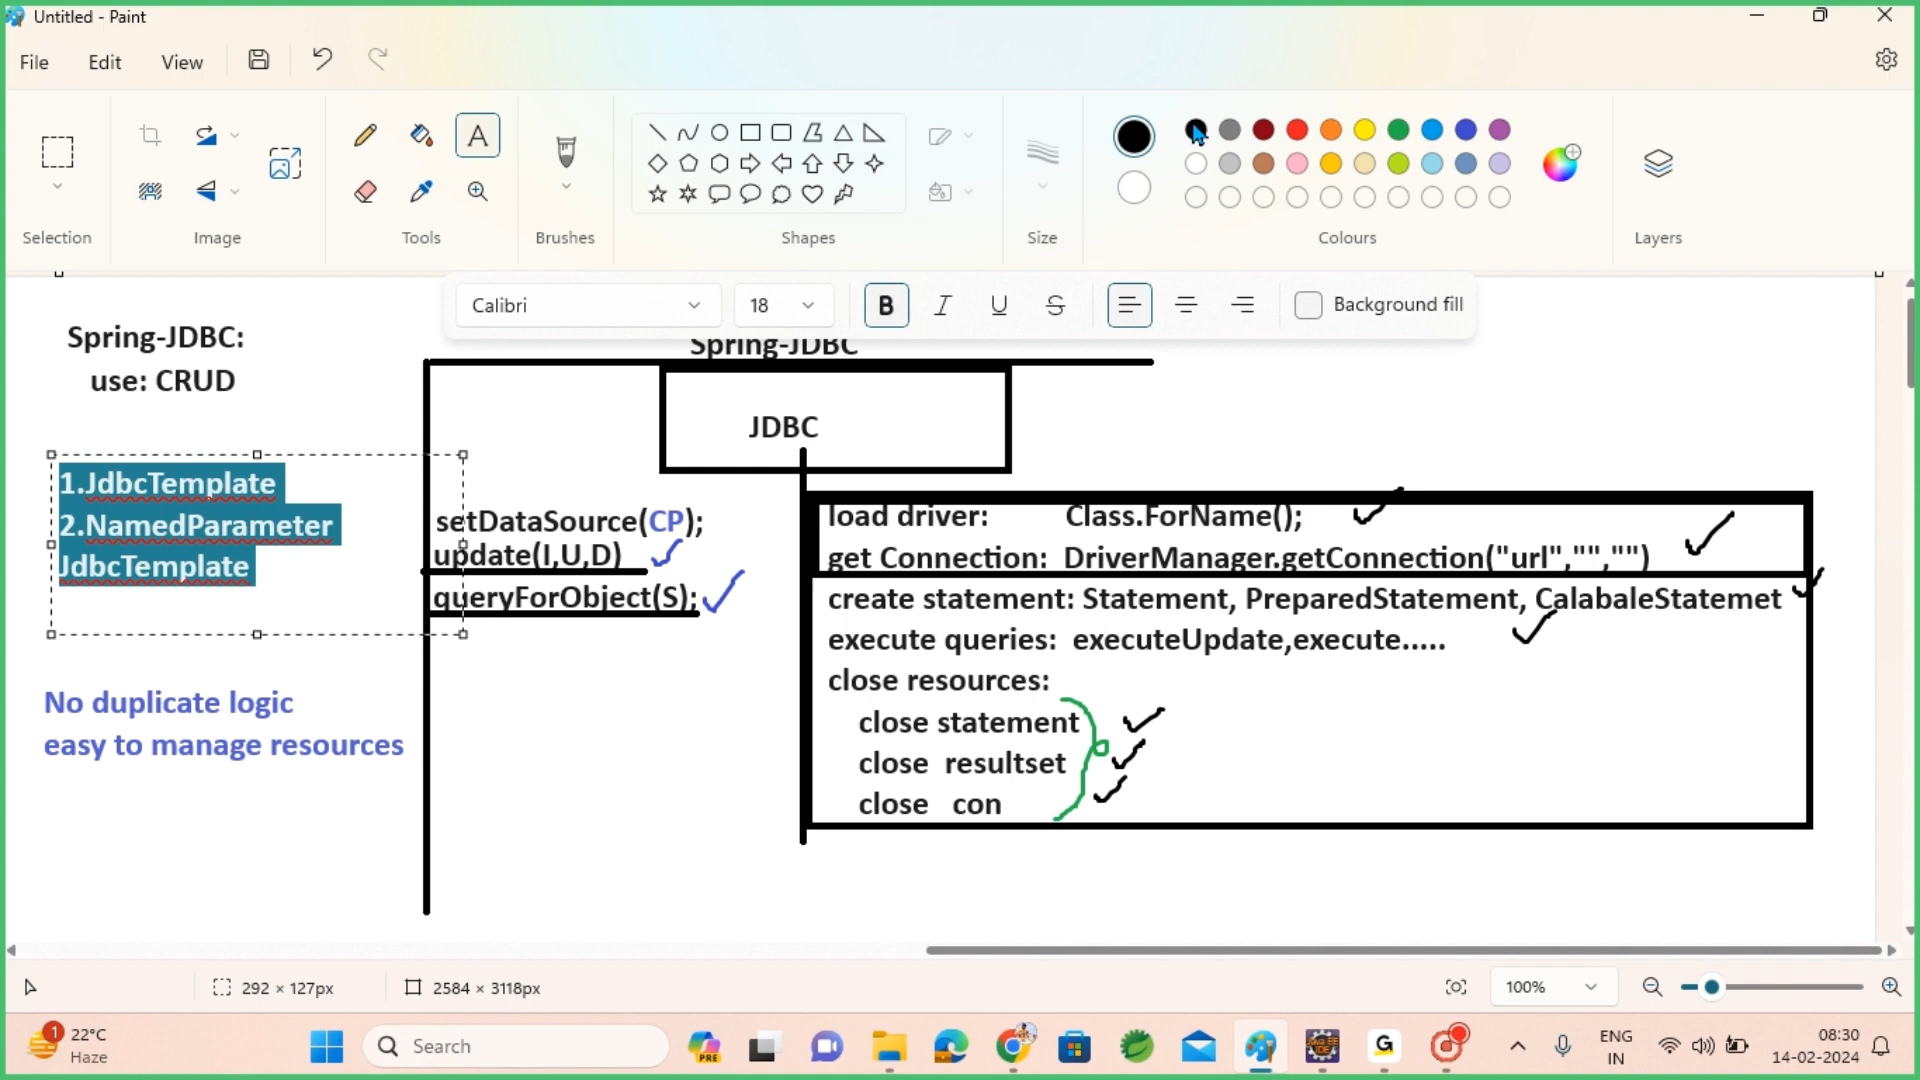 Untitled - Paint
File Edit View
Selection Image Tools Brushes Shapes Size Colours Layers
Calibri 18 B I U S Background fill
Spring-JDBC:
use: CRUD
Spring-JDBC
JDBC
1.JdbcTemplate
2.NamedParameter
JdbcTemplate
setDataSource(CP);
update(I,U,D)
queryForObject(S);
load driver: Class.ForName();
get Connection: DriverManager.getConnection("url","","")
create statement: Statement, PreparedStatement, CalabaleStatemet
execute queries: executeUpdate,execute.....
close resources:
close statement
close resultset
close con
No duplicate logic
easy to manage resources
292 × 127px 2584 × 3118px 100%
1 22°C
Haze
Search
PRE
ENG
IN
08:30
14-02-2024